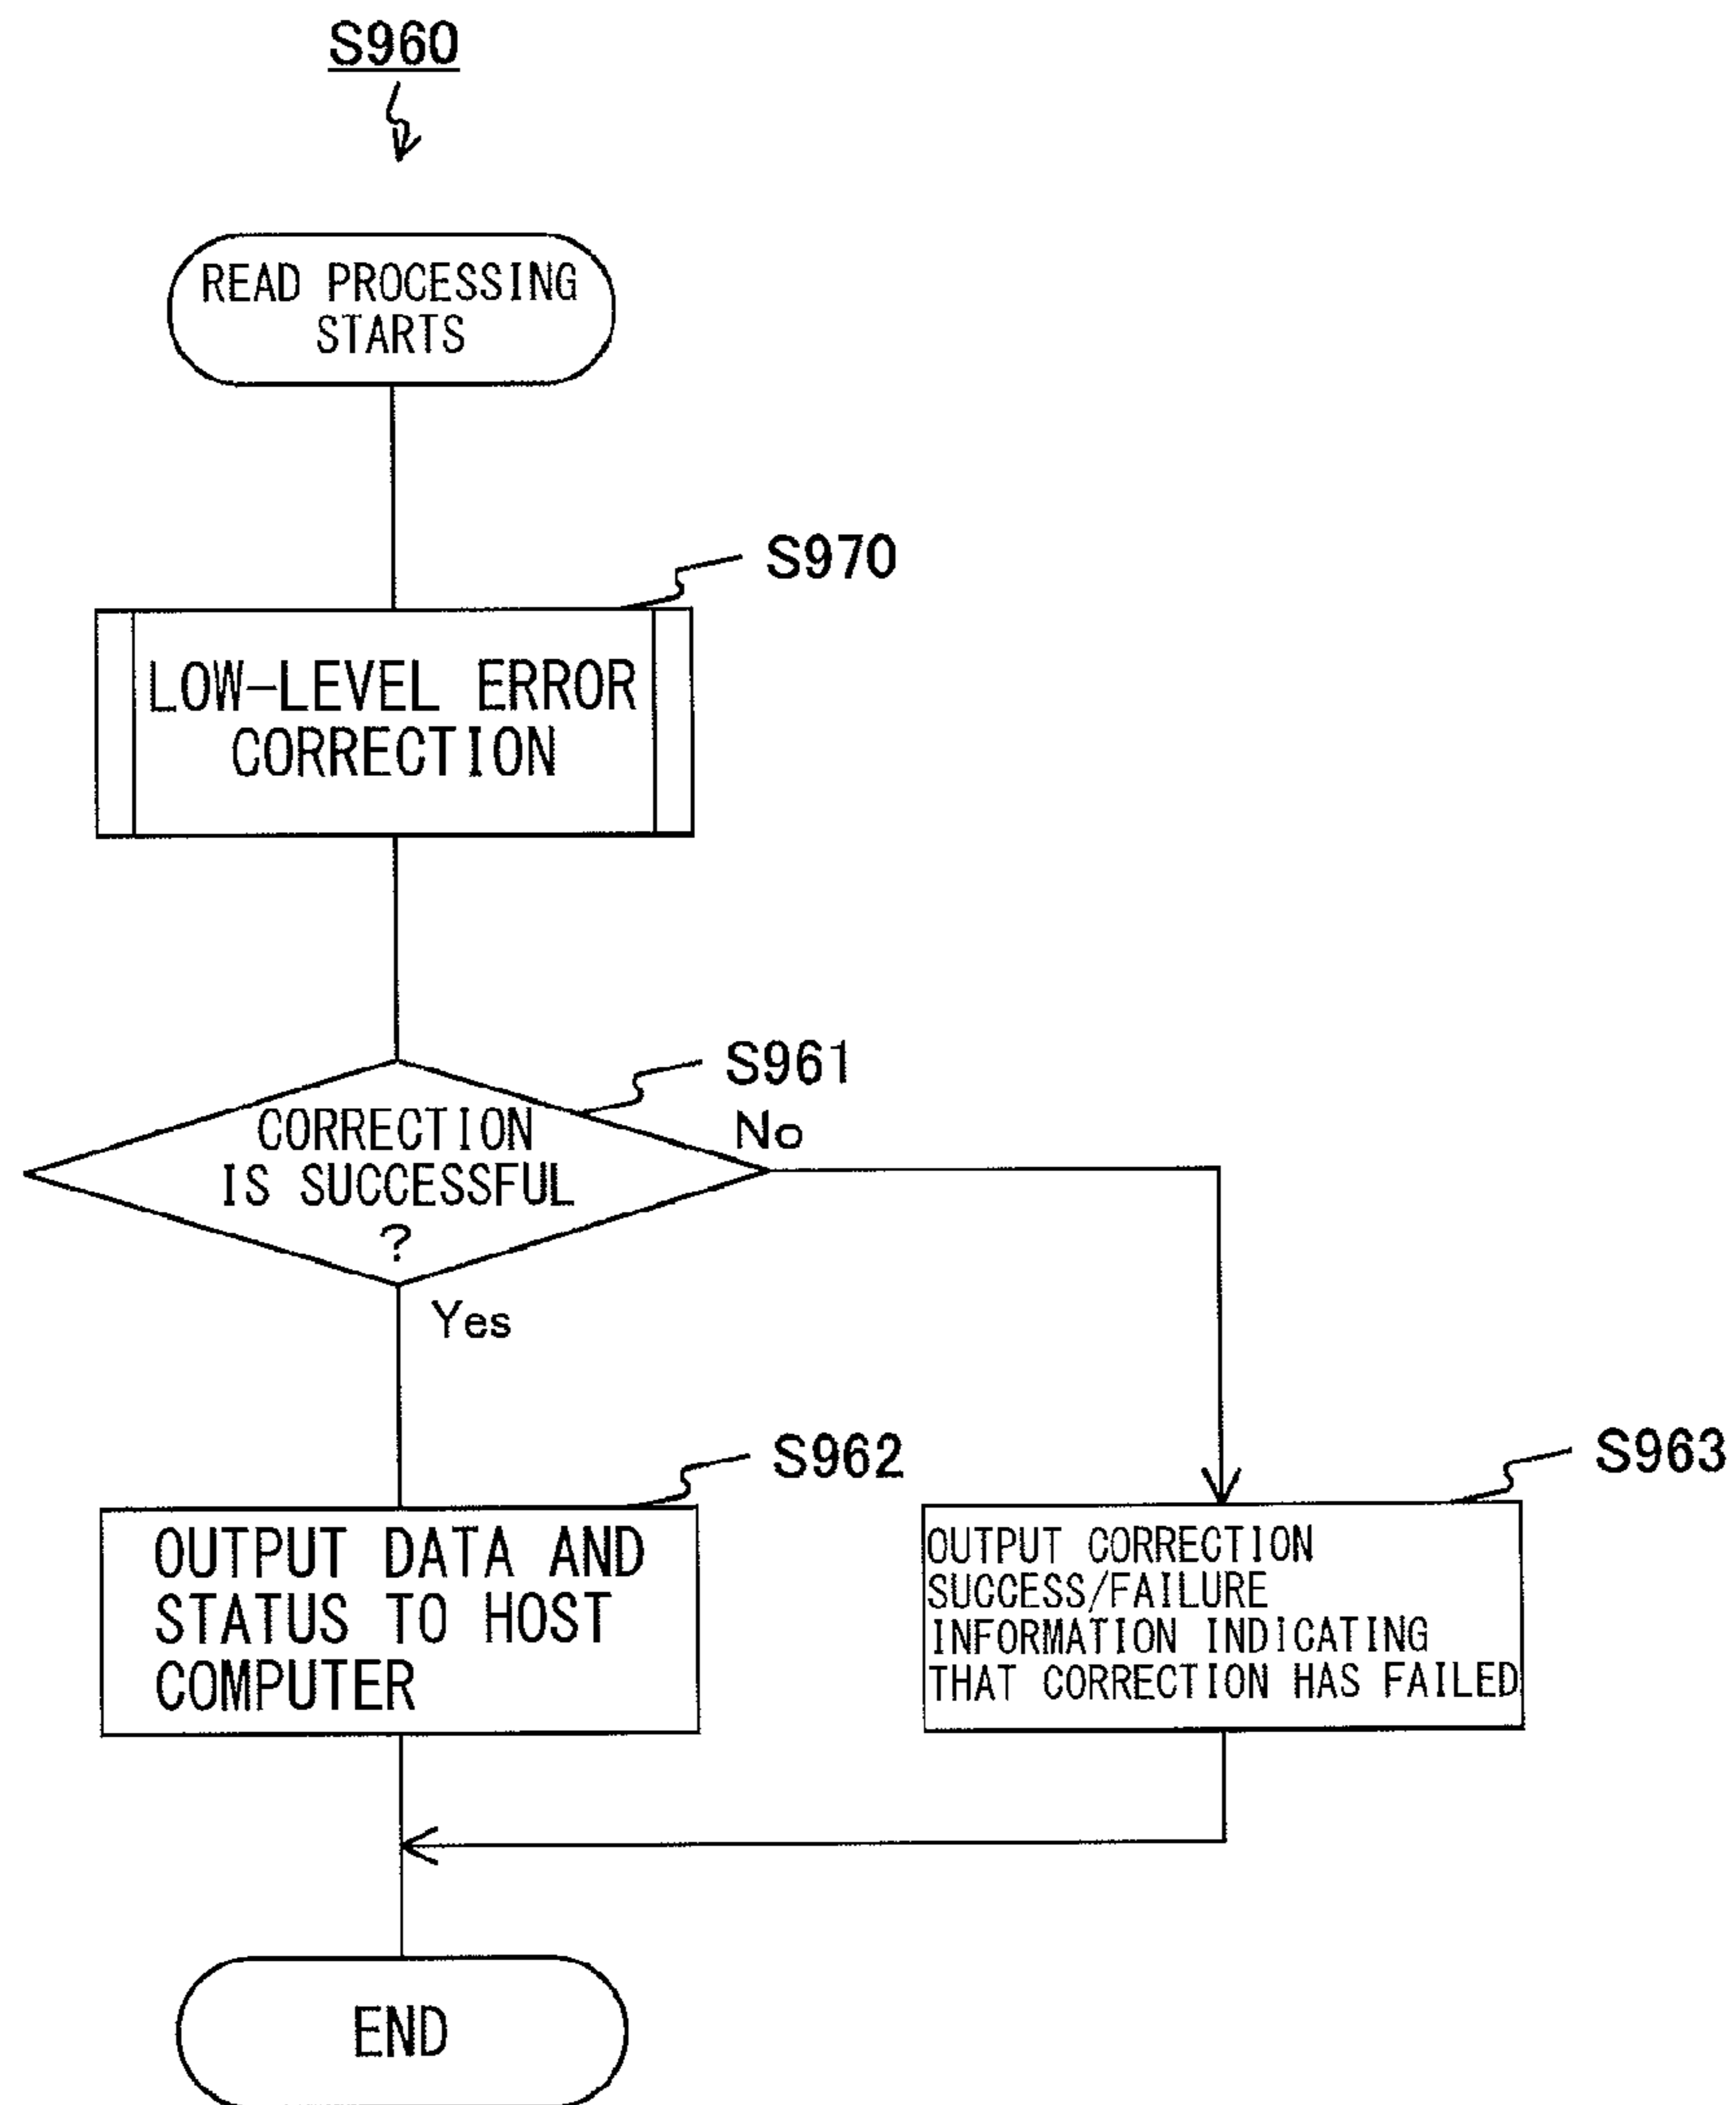 S960
READ PROCESSING
STARTS
S970
LOW-LEVEL ERROR
CORRECTION
S961
CORRECTION
IS SUCCESSFUL
?
No
Yes
S962
OUTPUT DATA AND
STATUS TO HOST
COMPUTER
S963
OUTPUT CORRECTION
SUCCESS/FAILURE
INFORMATION INDICATING
THAT CORRECTION HAS FAILED
END